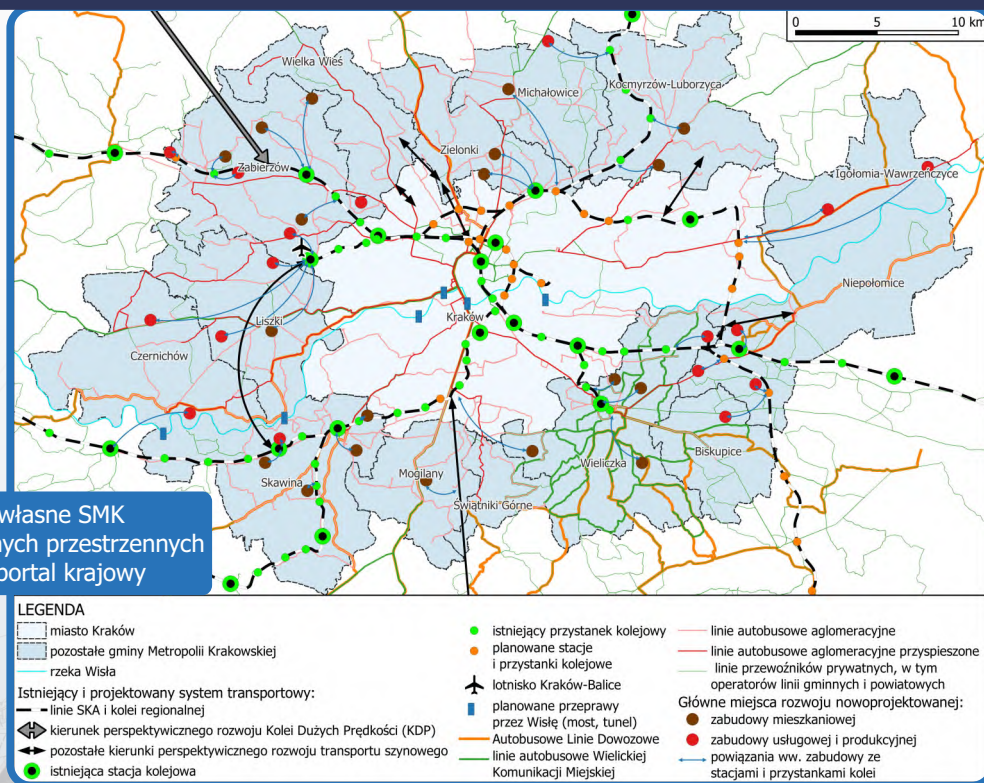 0 5 10 km
Wielka Wieś
Michałowice
Kocmyrzów-Luborzyca
Zielonki
Zabierzów
Igołomia-Wawrzeńczyce
Niepołomice
Kraków
Liszki
Czernichów
Skawina
Mogilany
Świątniki Górne
Wieliczka
Biskupice
własne SMK
nych przestrzennych
portal krajowy
LEGENDA
miasto Kraków
pozostałe gminy Metropolii Krakowskiej
rzeka Wisła
Istniejący i projektowany system transportowy:
linie SKA i kolei regionalnej
kierunek perspektywicznego rozwoju Kolei Dużych Prędkości (KDP)
pozostałe kierunki perspektywicznego rozwoju transportu szynowego
istniejąca stacja kolejowa
istniejący przystanek kolejowy
planowane stacje
i przystanki kolejowe
lotnisko Kraków-Balice
planowane przeprawy
przez Wisłę (most, tunel)
Autobusowe Linie Dowozowe
linie autobusowe Wielickiej
Komunikacji Miejskiej
linie autobusowe aglomeracyjne
linie autobusowe aglomeracyjne przyspieszone
linie przewoźników prywatnych, w tym
operatorów linii gminnych i powiatowych
Główne miejsca rozwoju nowoprojektowanej:
zabudowy mieszkaniowej
zabudowy usługowej i produkcyjnej
powiązania ww. zabudowy ze
stacjami i przystankami kolei